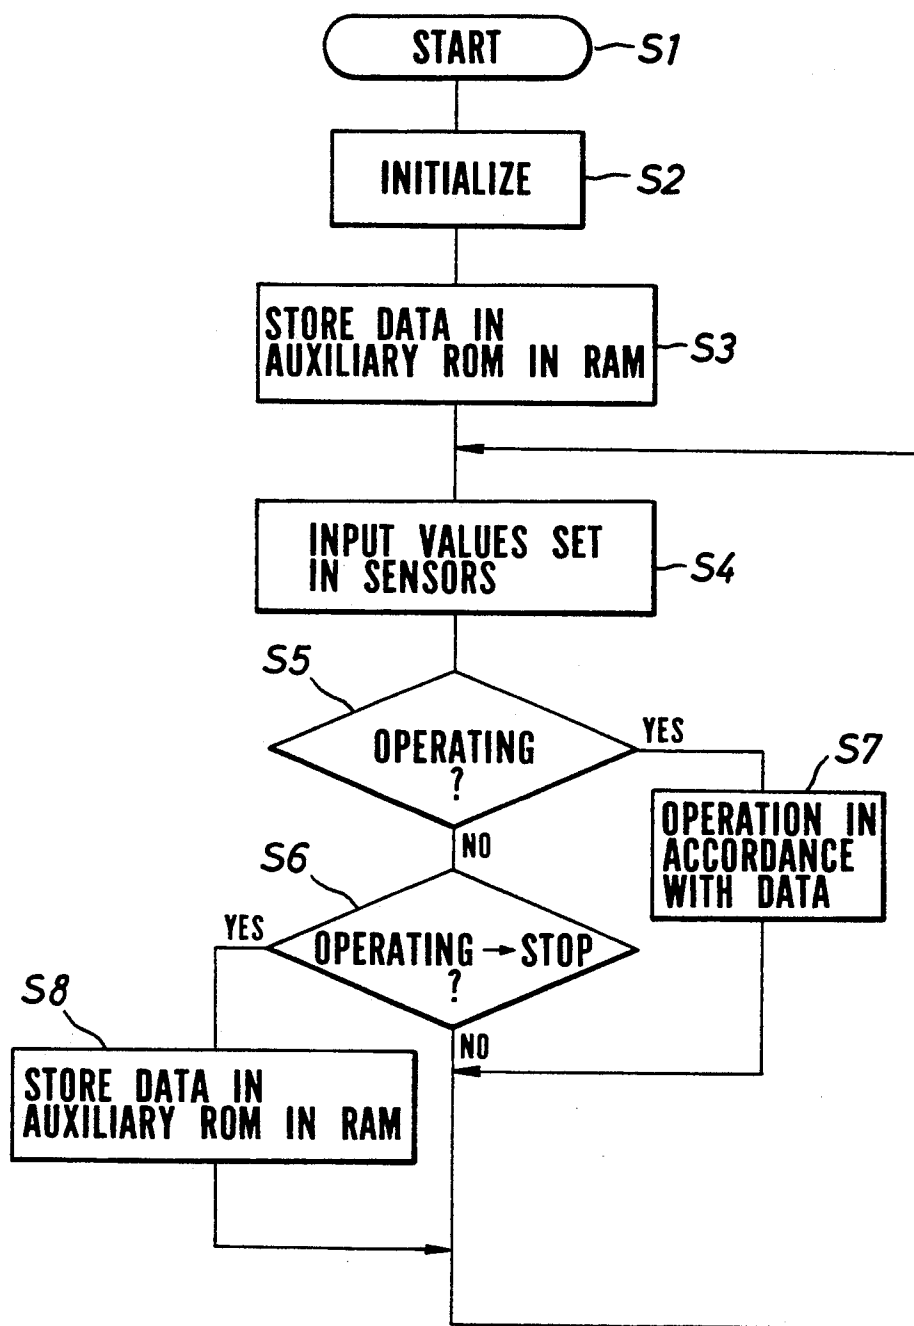 START
S1
INITIALIZE
S2
STORE DATA IN
AUXILIARY ROM IN RAM
S3
INPUT VALUES SET
IN SENSORS
S4
S5
OPERATING
?
YES
NO
S7
OPERATION IN
ACCORDANCE
WITH DATA
S6
OPERATING → STOP
?
YES
NO
S8
STORE DATA IN
AUXILIARY ROM IN RAM